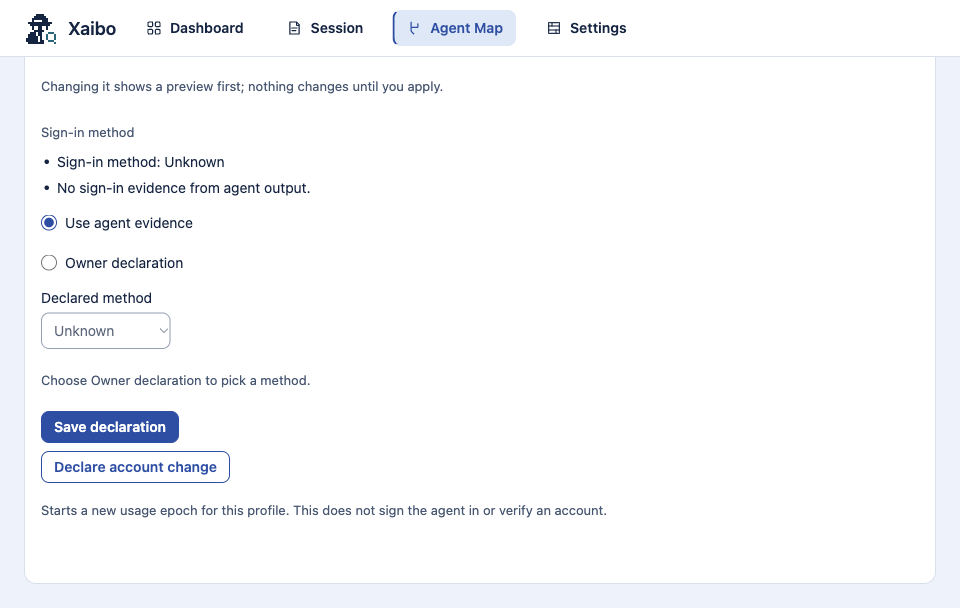 Xaibo
Dashboard
Session
Agent Map
Settings
Changing it shows a preview first; nothing changes until you apply.
Sign-in method
• Sign-in method: Unknown
• No sign-in evidence from agent output.
Use agent evidence
Owner declaration
Declared method
Unknown
Choose Owner declaration to pick a method.
Save declaration
Declare account change
Starts a new usage epoch for this profile. This does not sign the agent in or verify an account.